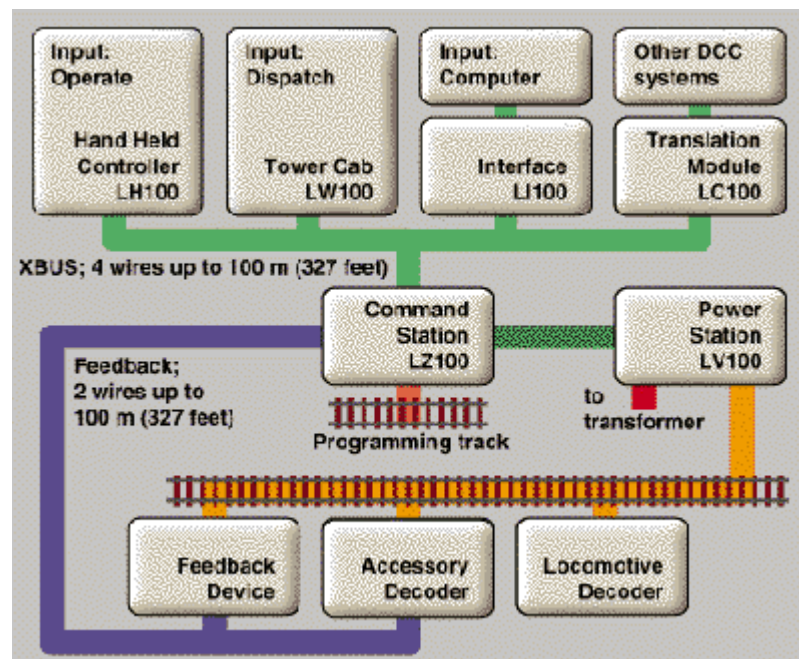 Input:
Operate
Hand Held
Controller
LH100
Input:
Dispatch
Tower Cab
LW100
Input:
Computer
Interface
LI100
Other DCC
systems
Translation
Module
LC100
XBUS; 4 wires up to 100 m (327 feet)
Command
Station
LZ100
Power
Station
LV100
Feedback;
2 wires up to
100 m (327 feet)
Programming track
to
transformer
Feedback
Device
Accessory
Decoder
Locomotive
Decoder